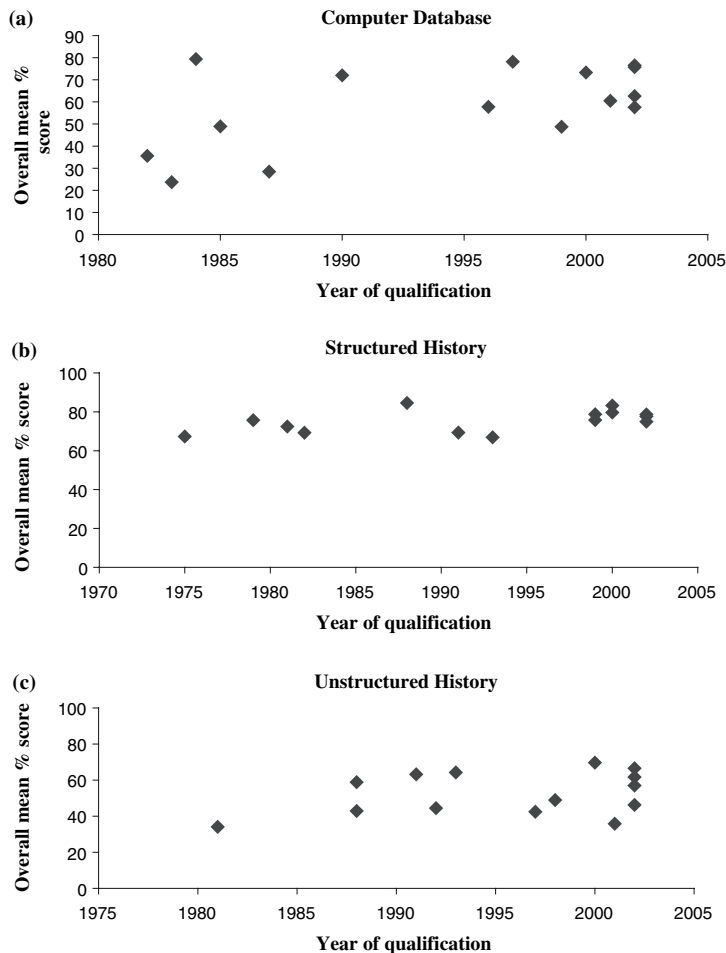 (a)
Computer Database
Overall mean %
score
90
80
70
60
50
40
30
20
10
0
1980 1985 1990 1995 2000 2005
Year of qualification
(b)
Structured History
Overall mean % score
100
80
60
40
20
0
1970 1975 1980 1985 1990 1995 2000 2005
Year of qualification
(c)
Unstructured History
Overall mean % score
100
80
60
40
20
0
1975 1980 1985 1990 1995 2000 2005
Year of qualification